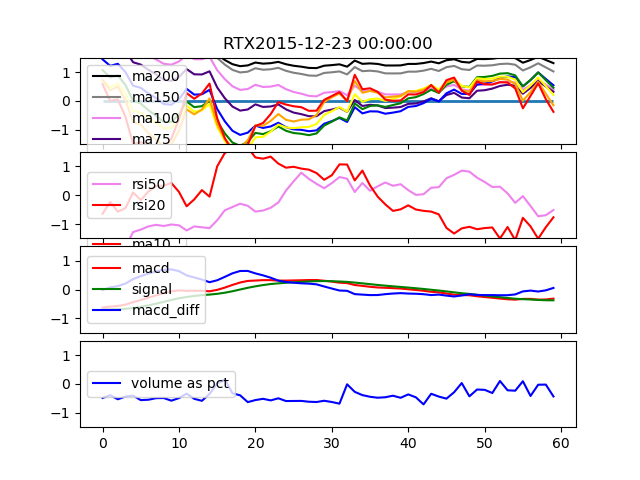 RTX2015-12-23 00:00:00
1
0
−1
ma200
ma150
ma100
ma75
1
0
−1
rsi50
rsi20
ma10
1
0
−1
macd
signal
macd_diff
1
0
−1
volume as pct
0 10 20 30 40 50 60